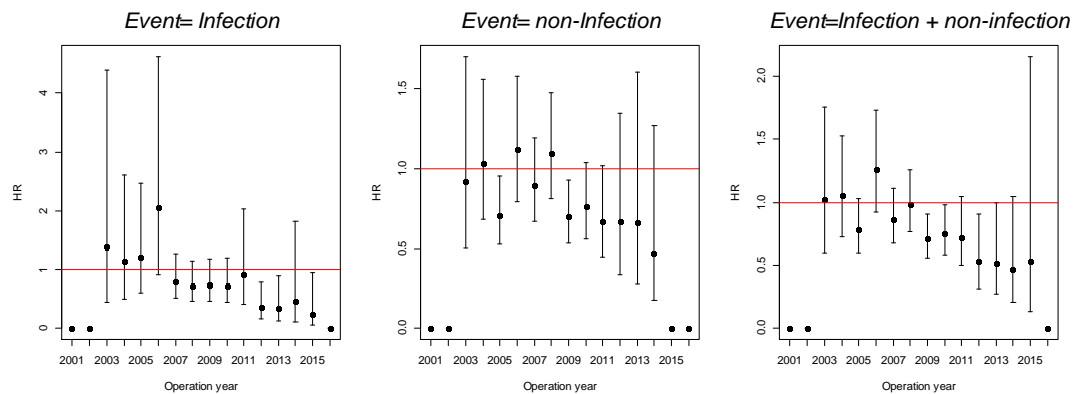 Event= Infection
Event= non-Infection
Event=Infection + non-infection
HR
4
3
2
1
0
2001 2003 2005 2007 2009 2011 2013 2015
Operation year
HR
1.5
1.0
0.5
0.0
2001 2003 2005 2007 2009 2011 2013 2015
Operation year
HR
2.0
1.5
1.0
0.5
0.0
2001 2003 2005 2007 2009 2011 2013 2015
Operation year